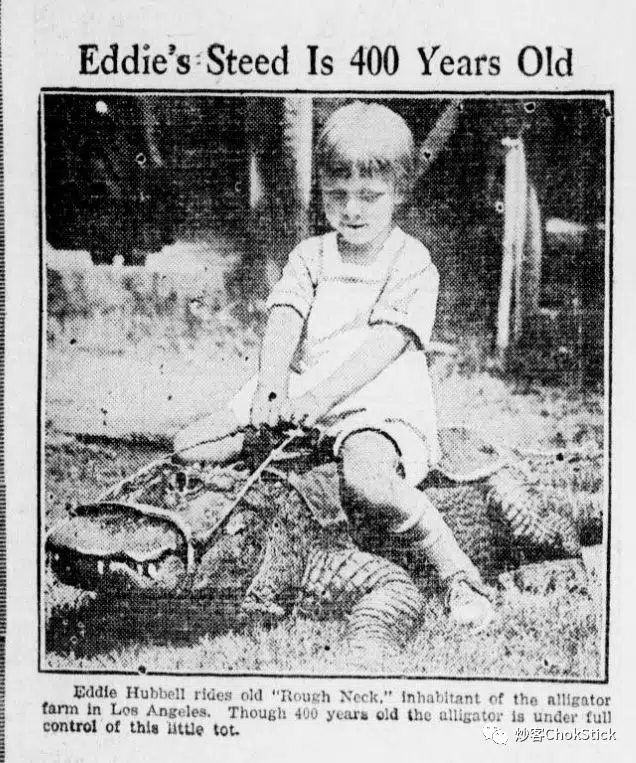 Eddie's Steed Is 400 Years Old
Eddie Hubbell rides old "Rough Neck," inhabitant of the alligator
farm in Los Angeles. Though 400 years old the alligator is under full
control of this little tot.
炒客ChokStick